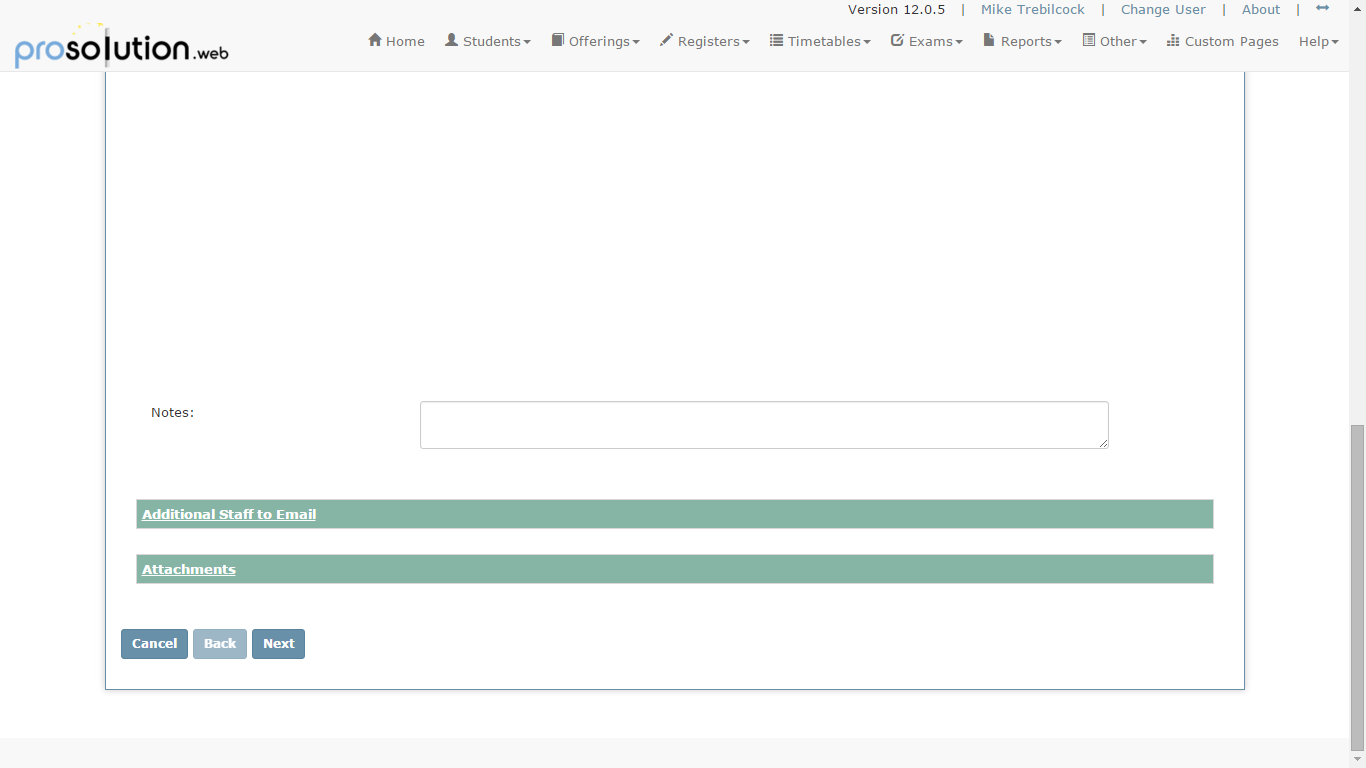 Version 12.0.5 | Mike Trebilcock | Change User | About |
prosolution.web
Home Students Offerings Registers Timetables Exams Reports Other Custom Pages Help
Notes:
Additional Staff to Email
Attachments
Cancel Back Next